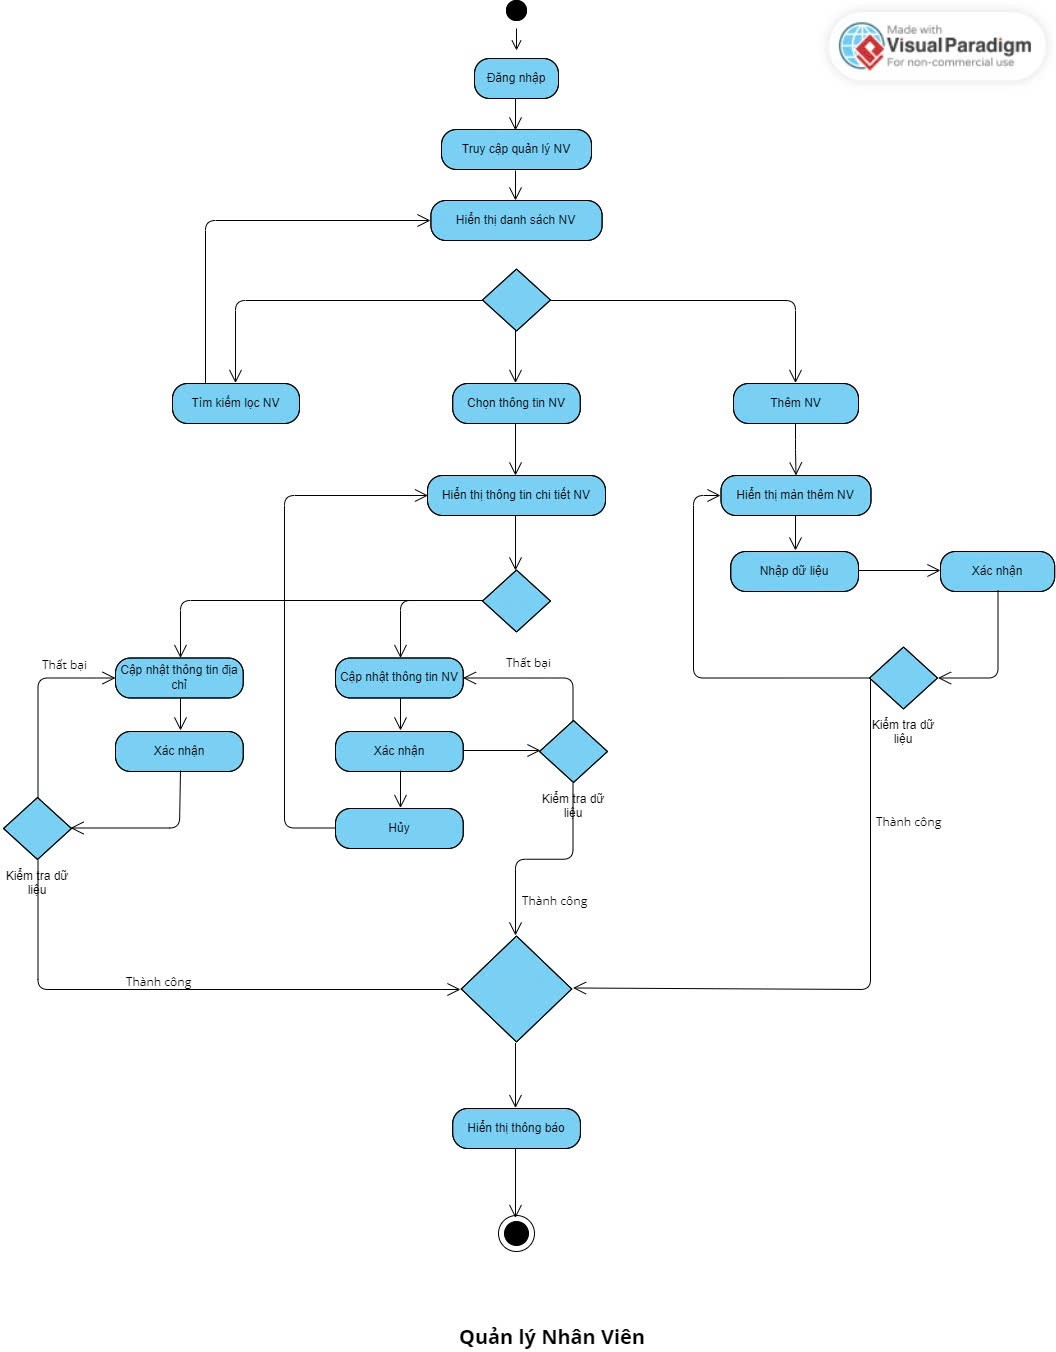 Made with
Visual Paradigm
For non-commercial use
Đăng nhập
Truy cập quản lý NV
Hiển thị danh sách NV
Tìm kiếm lọc NV
Chọn thông tin NV
Thêm NV
Hiển thị thông tin chi tiết NV
Hiển thị màn thêm NV
Nhập dữ liệu
Xác nhận
Thất bại
Cập nhật thông tin địa
chỉ
Cập nhật thông tin NV
Thất bại
Kiểm tra dữ
liệu
Xác nhận
Xác nhận
Kiểm tra dữ
liệu
Hủy
Thành công
Kiểm tra dữ
liệu
Thành công
Thành công
Hiển thị thông báo
Quản lý Nhân Viên